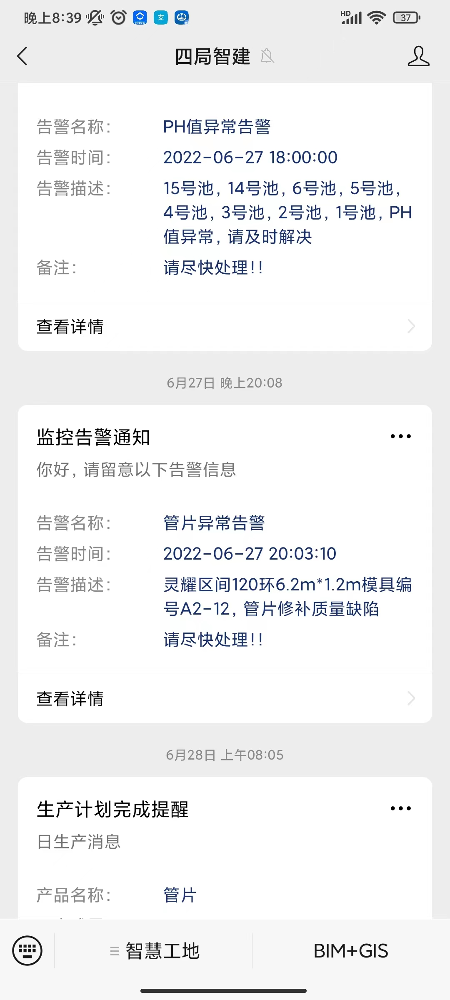 晚上8:39
HD
37
四局智建
告警名称: PH值异常告警
告警时间: 2022-06-27 18:00:00
告警描述: 15号池, 14号池, 6号池, 5号池,
4号池, 3号池, 2号池, 1号池, PH
值异常, 请及时解决
备注: 请尽快处理!!
查看详情
6月27日 晚上20:08
监控告警通知
你好, 请留意以下告警信息
告警名称: 管片异常告警
告警时间: 2022-06-27 20:03:10
告警描述: 灵耀区间120环6.2m*1.2m模具编
号A2-12, 管片修补质量缺陷
备注: 请尽快处理!!
查看详情
6月28日 上午08:05
生产计划完成提醒
日生产消息
产品名称: 管片
智慧工地
BIM+GIS